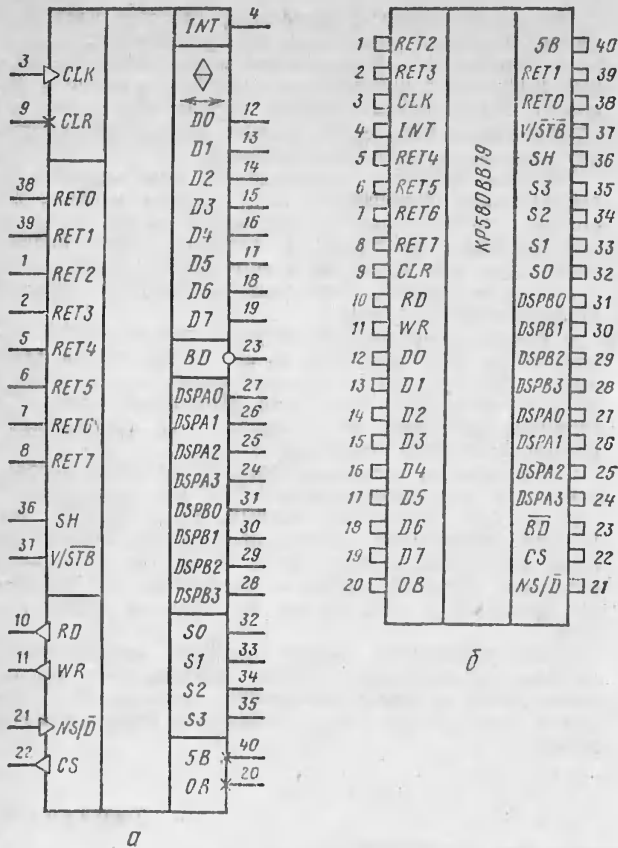 4 INT
3 CLK
9 CLR
D0 12
D1 13
D2 14
D3 15
D4 16
D5 17
D6 18
D7 19
38 RET0
39 RET1
1 RET2
2 RET3
5 RET4
6 RET5
7 RET6
8 RET7
BD 23
DSPA0 27
DSPA1 26
DSPA2 25
DSPA3 24
DSPB0 31
DSPB1 30
DSPB2 29
DSPB3 28
36 SH
37 V/S̅T̅B̅
10 RD
11 WR
21 NS/D̅
22 CS
S0 32
S1 33
S2 34
S3 35
5В 40
0В 20
а
КР580ВВ79
1 RET2
2 RET3
3 CLK
4 INT
5 RET4
6 RET5
7 RET6
8 RET7
9 CLR
10 RD
11 WR
12 D0
13 D1
14 D2
15 D3
16 D4
17 D5
18 D6
19 D7
20 0В
5В 40
RET1 39
RET0 38
V/S̅T̅B̅ 37
SH 36
S3 35
S2 34
S1 33
S0 32
DSPB0 31
DSPB1 30
DSPB2 29
DSPB3 28
DSPA0 27
DSPA1 26
DSPA2 25
DSPA3 24
B̅D̅ 23
CS 22
NS/D̅ 21
б